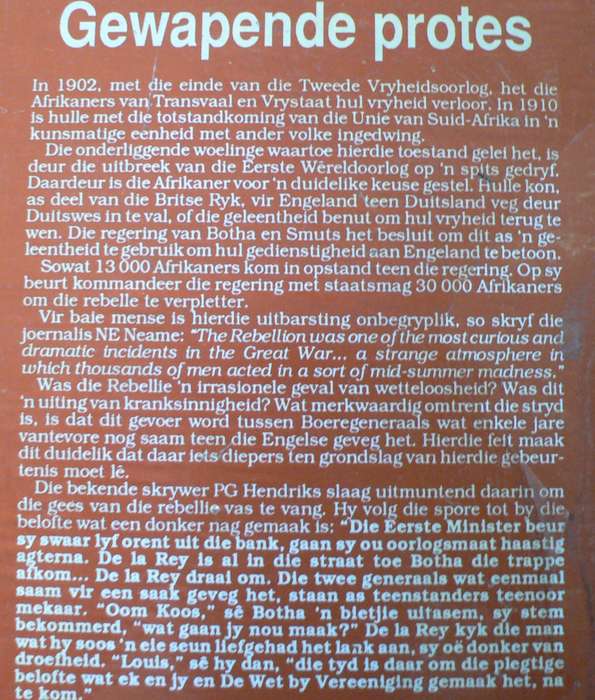 Gewapende protes
In 1902, met die einde van die Tweede Vryheidsoorlog, het die
Afrikaners van Transvaal en Vrystaat hul vryheid verloor. In 1910
is hulle met die totstandkoming van die Unie van Suid-Afrika in 'n
kunsmatige eenheid met ander volke ingedwing.
Die onderliggende woelinge waartoe hierdie toestand gelei het, is
deur die uitbreek van die Eerste Wêreldoorlog op 'n spits gedryf.
Daardeur is die Afrikaner voor 'n duidelike keuse gestel. Hulle kon,
as deel van die Britse Ryk, vir Engeland teen Duitsland veg deur
Duitswes in te val, of die geleentheid benut om hul vryheid terug te
wen. Die regering van Botha en Smuts het besluit om dit as 'n ge-
leentheid te gebruik om hul gedienstigheid aan Engeland te betoon.
Sowat 13 000 Afrikaners kom in opstand teen die regering. Op sy
beurt kommandeer die regering met staatsmag 30 000 Afrikaners
om die rebelle te verpletter.
Vir baie mense is hierdie uitbarsting onbegryplik, so skryf die
joernalis NE Neame: "The Rebellion was one of the most curious and
dramatic incidents in the Great War... a strange atmosphere in
which thousands of men acted in a sort of mid-summer madness."
Was die Rebellie 'n irrasionele geval van wetteloosheid? Was dit
'n uiting van kranksinnigheid? Wat merkwaardig omtrent die stryd
is, is dat dit gevoer word tussen Boeregeneraals wat enkele jare
vantevore nog saam teen die Engelse geveg het. Hierdie feit maak
dit duidelik dat daar iets diepers ten grondslag van hierdie gebeur-
tenis moet lê.
Die bekende skrywer PG Hendriks slaag uitmuntend daarin om
die gees van die rebellie vas te vang. Hy volg die spore tot by die
belofte wat een donker nag gemaak is: "Die Eerste Minister beur
sy swaar lyf orent uit die bank, gaan sy ou oorlogsmaat haastig
agterna. De la Rey is al in die straat toe Botha die trappe
afkom... De la Rey draai om. Die twee generaals wat eenmaal
saam vir een saak geveg het, staan as teenstanders teenoor
mekaar. "Oom Koos," sê Botha 'n bietjie uitasem, sy stem
bekommerd, "wat gaan jy nou maak?" De la Rey kyk die man
wat hy soos 'n eie seun liefgehad het lank aan, sy oë donker van
droefheid. "Louis," sê hy dan, "die tyd is daar om die plegtige
belofte wat ek en jy en De Wet by Vereeniging gemaak het, na
te kom."